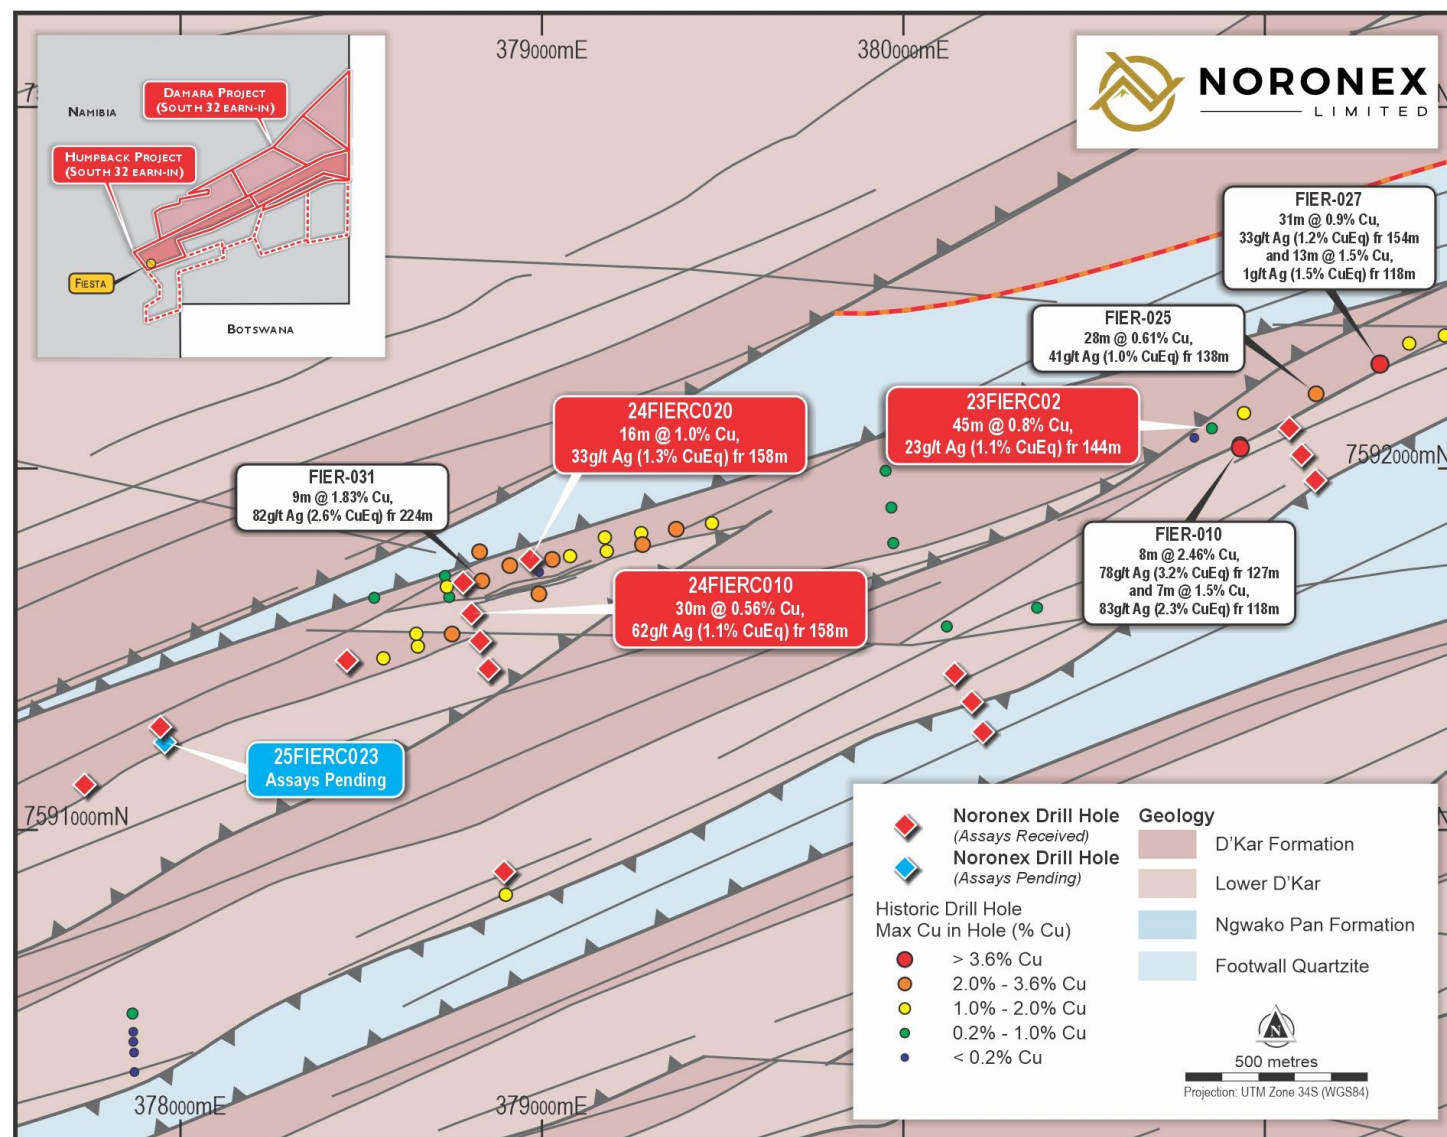 379000mE
380000mE
NAMIBIA
DAMARA PROJECT
(SOUTH 32 EARN-IN)
HUMPBACK PROJECT
(SOUTH 32 EARN-IN)
FIESTA
BOTSWANA
NORONEX
LIMITED
FIER-027
31m @ 0.9% Cu,
33g/t Ag (1.2% CuEq) fr 154m
and 13m @ 1.5% Cu,
1g/t Ag (1.5% CuEq) fr 118m
FIER-025
28m @ 0.61% Cu,
41g/t Ag (1.0% CuEq) fr 138m
24FIERC020
16m @ 1.0% Cu,
33g/t Ag (1.3% CuEq) fr 158m
23FIERC02
45m @ 0.8% Cu,
23g/t Ag (1.1% CuEq) fr 144m
7592000mN
FIER-031
9m @ 1.83% Cu,
82g/t Ag (2.6% CuEq) fr 224m
FIER-010
8m @ 2.46% Cu,
78g/t Ag (3.2% CuEq) fr 127m
and 7m @ 1.5% Cu,
83g/t Ag (2.3% CuEq) fr 118m
24FIERC010
30m @ 0.56% Cu,
62g/t Ag (1.1% CuEq) fr 158m
25FIERC023
Assays Pending
7591000mN
Noronex Drill Hole
(Assays Received)
Noronex Drill Hole
(Assays Pending)
Historic Drill Hole
Max Cu in Hole (% Cu)
> 3.6% Cu
2.0% - 3.6% Cu
1.0% - 2.0% Cu
0.2% - 1.0% Cu
< 0.2% Cu
Geology
D'Kar Formation
Lower D'Kar
Ngwako Pan Formation
Footwall Quartzite
N
500 metres
Projection: UTM Zone 34S (WGS84)
378000mE
379000mE